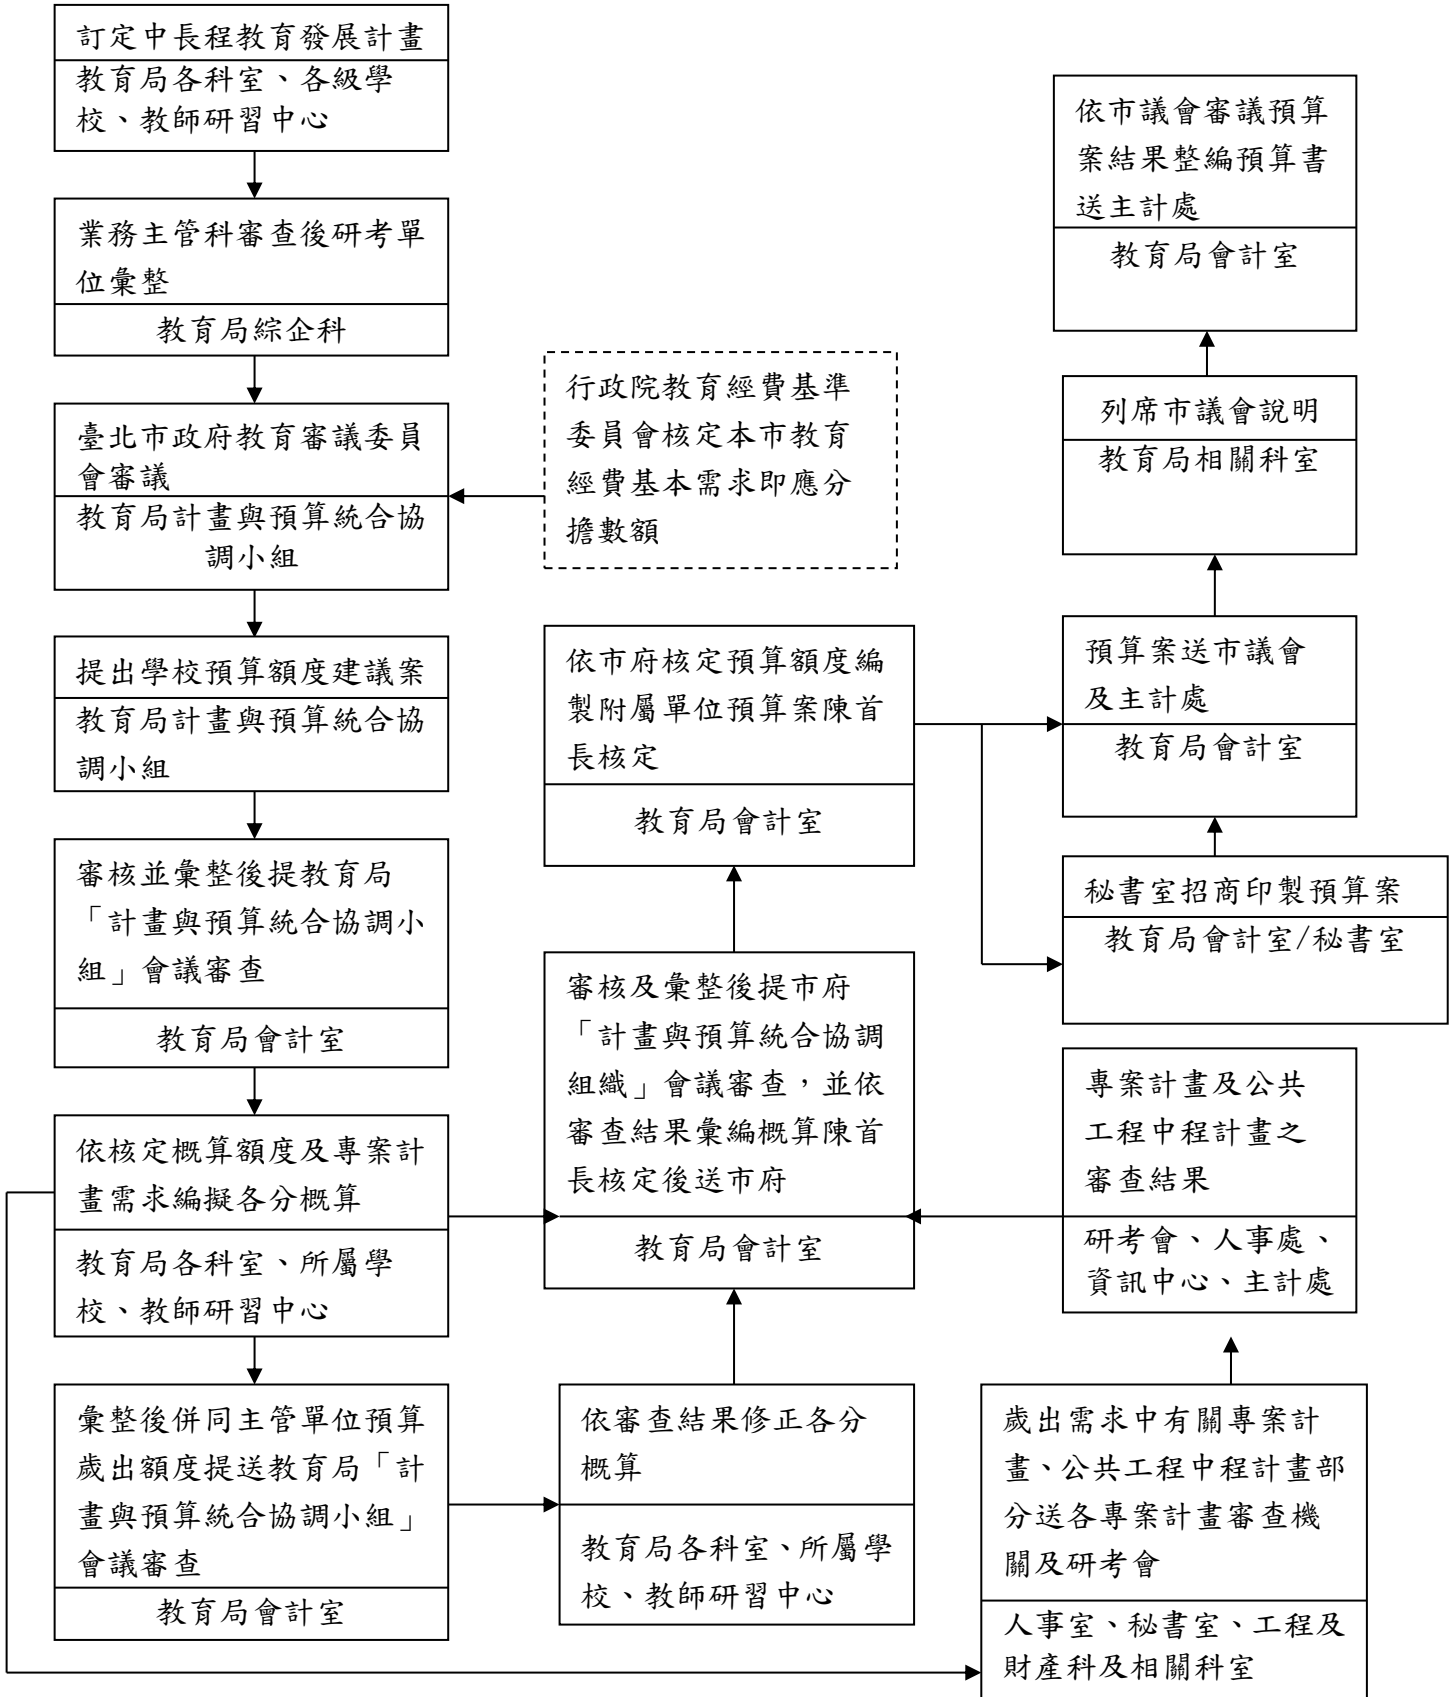 訂定中長程教育發展計畫
教育局各科室、各級學
校、教師研習中心
業務主管科審查後研考單
位彙整
教育局綜企科
臺北市政府教育審議委員
會審議
教育局計畫與預算統合協
調小組
提出學校預算額度建議案
教育局計畫與預算統合協
調小組
審核並彙整後提教育局
「計畫與預算統合協調小
組」會議審查
教育局會計室
依核定概算額度及專案計
畫需求編擬各分概算
教育局各科室、所屬學
校、教師研習中心
彙整後併同主管單位預算
歲出額度提送教育局「計
畫與預算統合協調小組」
會議審查
教育局會計室
行政院教育經費基準
委員會核定本市教育
經費基本需求即應分
擔數額
依市府核定預算額度編
製附屬單位預算案陳首
長核定
教育局會計室
審核及彙整後提市府
「計畫與預算統合協調
組織」會議審查，並依
審查結果彙編概算陳首
長核定後送市府
教育局會計室
依審查結果修正各分
概算
教育局各科室、所屬學
校、教師研習中心
依市議會審議預算
案結果整編預算書
送主計處
教育局會計室
列席市議會說明
教育局相關科室
預算案送市議會
及主計處
教育局會計室
秘書室招商印製預算案
教育局會計室/秘書室
專案計畫及公共
工程中程計畫之
審查結果
研考會、人事處、
資訊中心、主計處
歲出需求中有關專案計
畫、公共工程中程計畫部
分送各專案計畫審查機
關及研考會
人事室、秘書室、工程及
財產科及相關科室